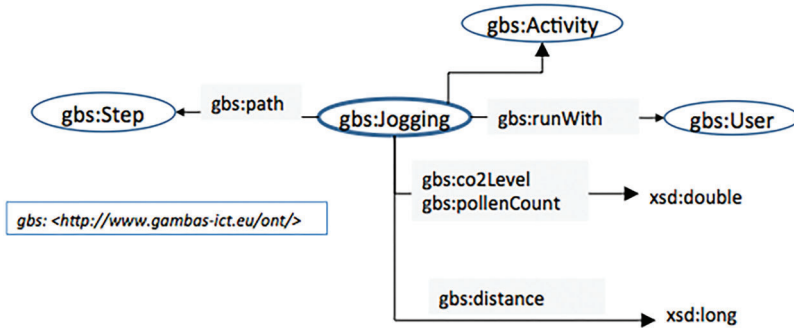 gbs:Activity
gbs:Step
gbs:path
gbs:Jogging
gbs:runWith
gbs:User
gbs:co2Level
gbs:pollenCount
xsd:double
gbs: <http://www.gambas-ict.eu/ont/>
gbs:distance
xsd:long